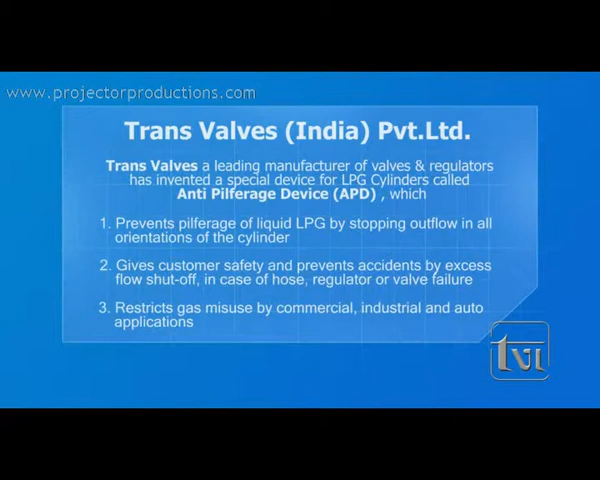 www.projectorproductions.com
Trans Valves (India) Pvt.Ltd.
Trans Valves a leading manufacturer of valves & regulators
has invented a special device for LPG Cylinders called
Anti Pilferage Device (APD) , which
1. Prevents pilferage of liquid LPG by stopping outflow in all
orientations of the cylinder
2. Gives customer safety and prevents accidents by excess
flow shut-off, in case of hose, regulator or valve failure
3. Restricts gas misuse by commercial, industrial and auto
applications
tvi